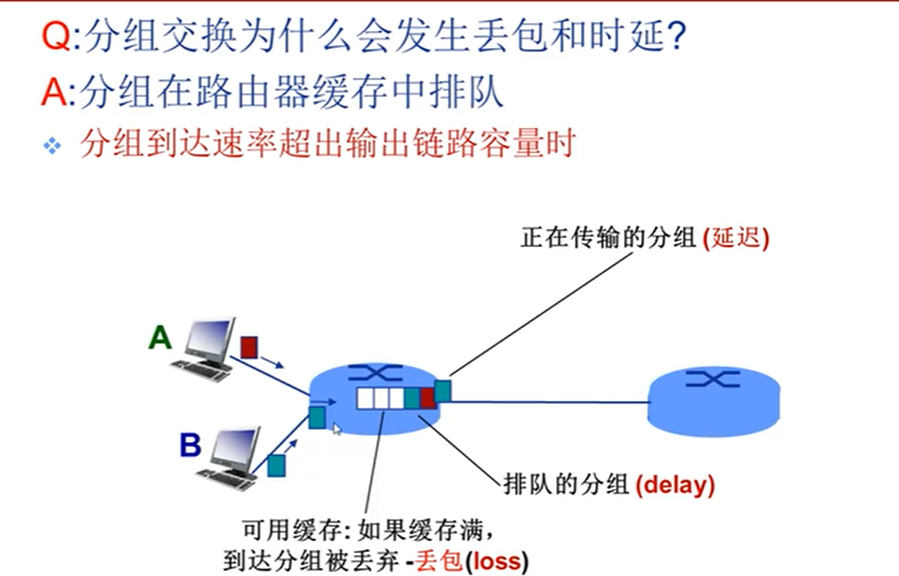 Q:分组交换为什么会发生丢包和时延?
A:分组在路由器缓存中排队
分组到达速率超出输出链路容量时
正在传输的分组 (延迟)
A
B
排队的分组 (delay)
可用缓存: 如果缓存满，
到达分组被丢弃 -丢包(loss)